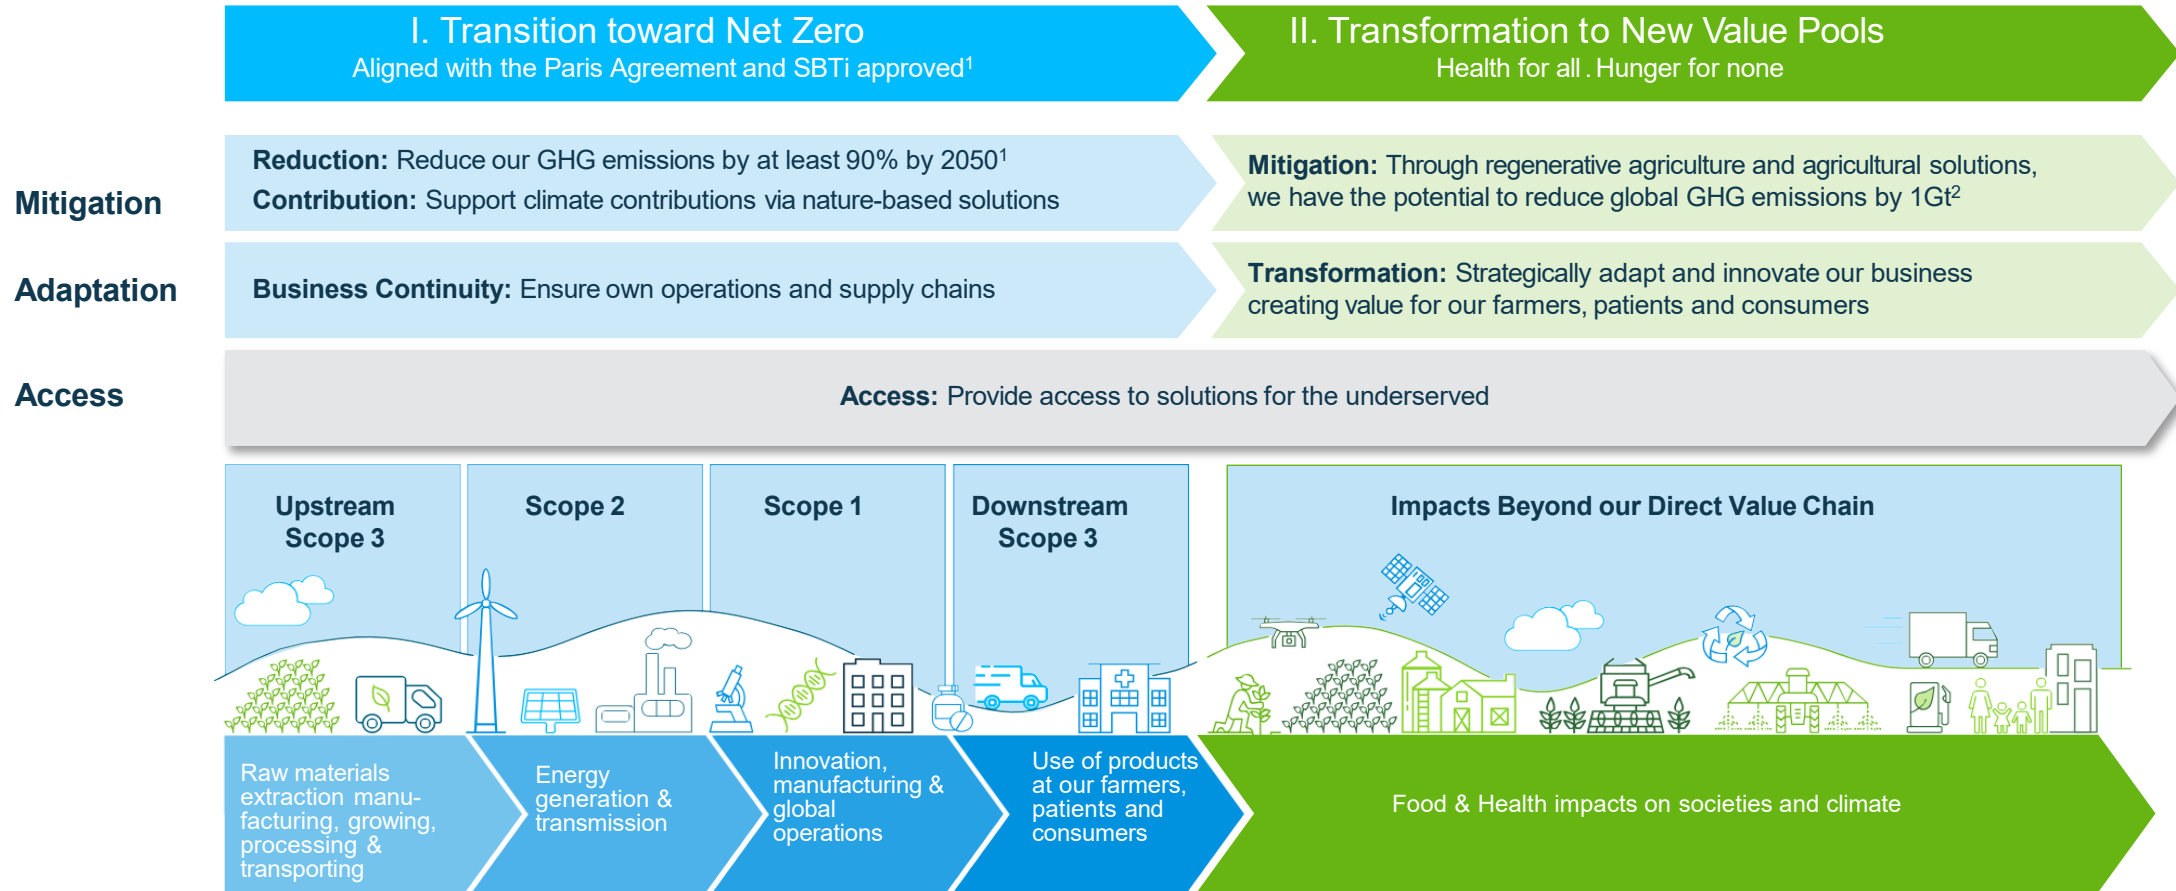 I. Transition toward Net Zero
Aligned with the Paris Agreement and SBTi approved¹
II. Transformation to New Value Pools
Health for all. Hunger for none
Mitigation
Reduction: Reduce our GHG emissions by at least 90% by 2050¹
Contribution: Support climate contributions via nature-based solutions
Mitigation: Through regenerative agriculture and agricultural solutions,
we have the potential to reduce global GHG emissions by 1Gt²
Adaptation
Business Continuity: Ensure own operations and supply chains
Transformation: Strategically adapt and innovate our business
creating value for our farmers, patients and consumers
Access
Access: Provide access to solutions for the underserved
Upstream
Scope 3
Scope 2
Scope 1
Downstream
Scope 3
Impacts Beyond our Direct Value Chain
Raw materials
extraction manu-
facturing, growing,
processing &
transporting
Energy
generation &
transmission
Innovation,
manufacturing &
global
operations
Use of products
at our farmers,
patients and
consumers
Food & Health impacts on societies and climate